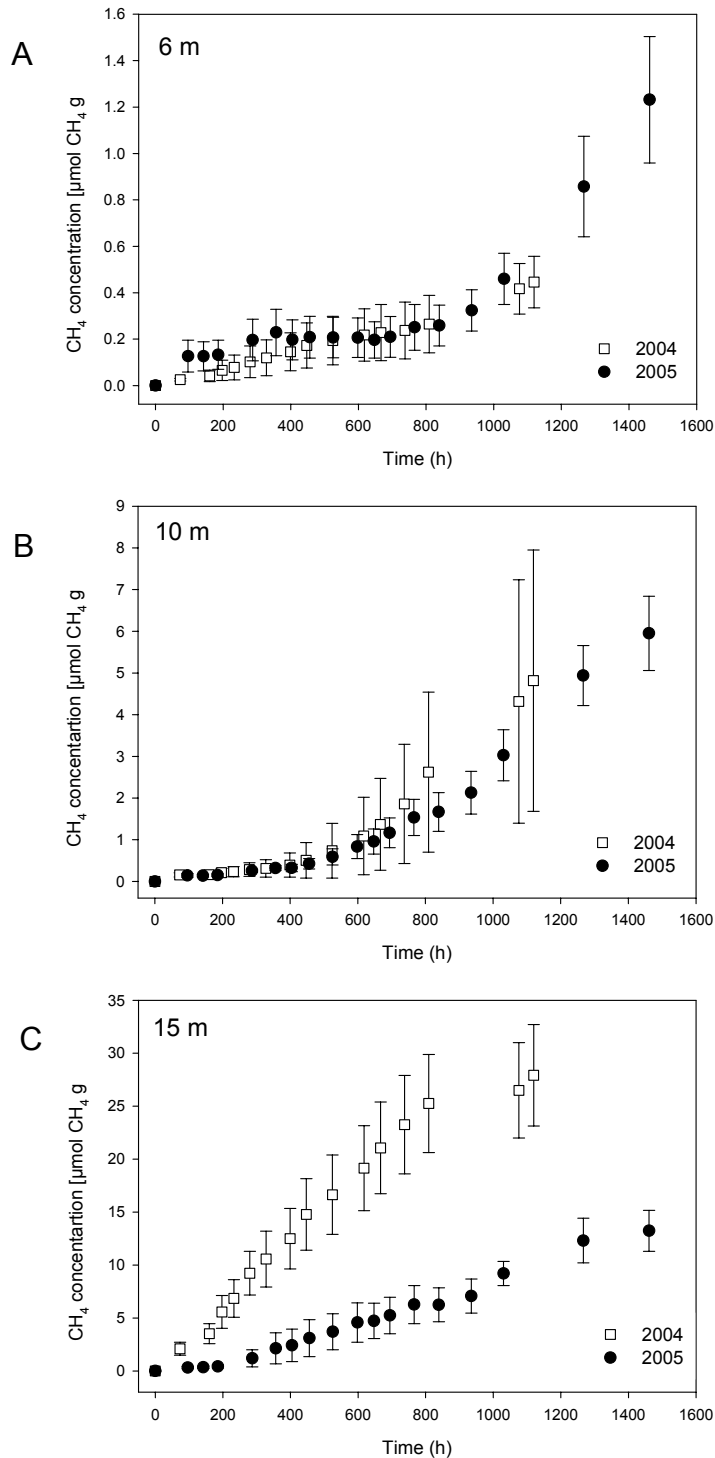 A
6 m
1.6
1.4
1.2
1.0
0.8
0.6
0.4
0.2
0.0
CH4 concentration [µmol CH4 g
2004
2005
0 200 400 600 800 1000 1200 1400 1600
Time (h)
B
10 m
9
8
7
6
5
4
3
2
1
0
CH4 concentartion [µmol CH4 g
2004
2005
0 200 400 600 800 1000 1200 1400 1600
Time (h)
C
15 m
35
30
25
20
15
10
5
0
CH4 concentartion [µmol CH4 g
2004
2005
0 200 400 600 800 1000 1200 1400 1600
Time (h)